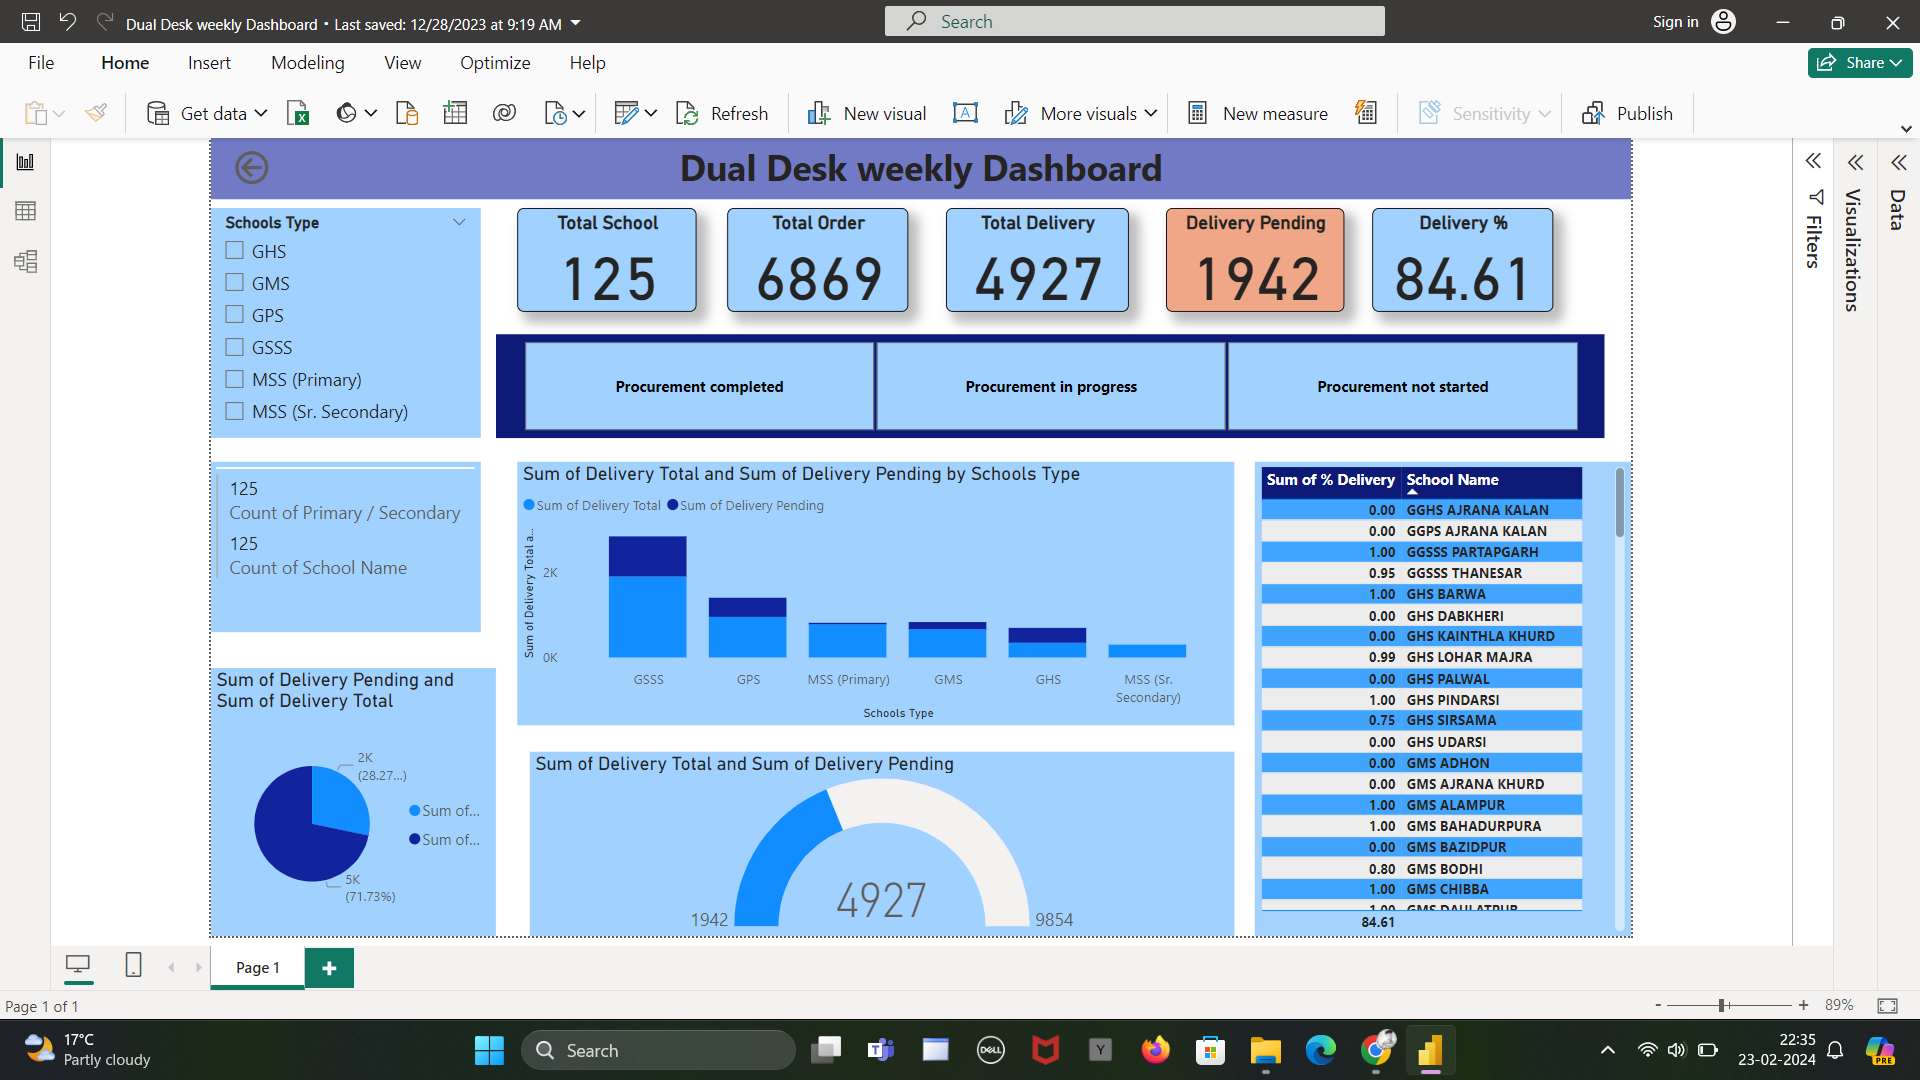 Dual Desk weekly Dashboard • Last saved: 12/28/2023 at 9:19 AM
Search
Sign in
File Home Insert Modeling View Optimize Help
Share
Get data
Refresh
New visual
A
More visuals
New measure
Sensitivity
Publish
Dual Desk weekly Dashboard
Filters
Visualizations
Data
Schools Type
GHS
GMS
GPS
GSSS
MSS (Primary)
MSS (Sr. Secondary)
Total School
125
Total Order
6869
Total Delivery
4927
Delivery Pending
1942
Delivery %
84.61
Procurement completed
Procurement in progress
Procurement not started
125
Count of Primary / Secondary
125
Count of School Name
Sum of Delivery Total and Sum of Delivery Pending by Schools Type
Sum of Delivery Total Sum of Delivery Pending
Sum of Delivery Total a...
2K
0K
GSSS GPS MSS (Primary) GMS GHS MSS (Sr.
Secondary)
Schools Type
Sum of Delivery Pending and
Sum of Delivery Total
2K
(28.27...)
Sum of...
Sum of...
5K
(71.73%)
Sum of Delivery Total and Sum of Delivery Pending
4927
1942
9854
Sum of % Delivery School Name
0.00 GGHS AJRANA KALAN
0.00 GGPS AJRANA KALAN
1.00 GGSSS PARTAPGARH
0.95 GGSSS THANESAR
1.00 GHS BARWA
0.00 GHS DABKHERI
0.00 GHS KAINTHLA KHURD
0.99 GHS LOHAR MAJRA
0.00 GHS PALWAL
1.00 GHS PINDARSI
0.75 GHS SIRSAMA
0.00 GHS UDARSI
0.00 GMS ADHON
0.00 GMS AJRANA KHURD
1.00 GMS ALAMPUR
1.00 GMS BAHADURPURA
0.00 GMS BAZIDPUR
0.80 GMS BODHI
1.00 GMS CHIBBA
1.00 GMS DAULATPUR
84.61
Page 1
+
Page 1 of 1
- + 89%
17°C
Partly cloudy
Search
DELL
Y
22:35
23-02-2024
PRE